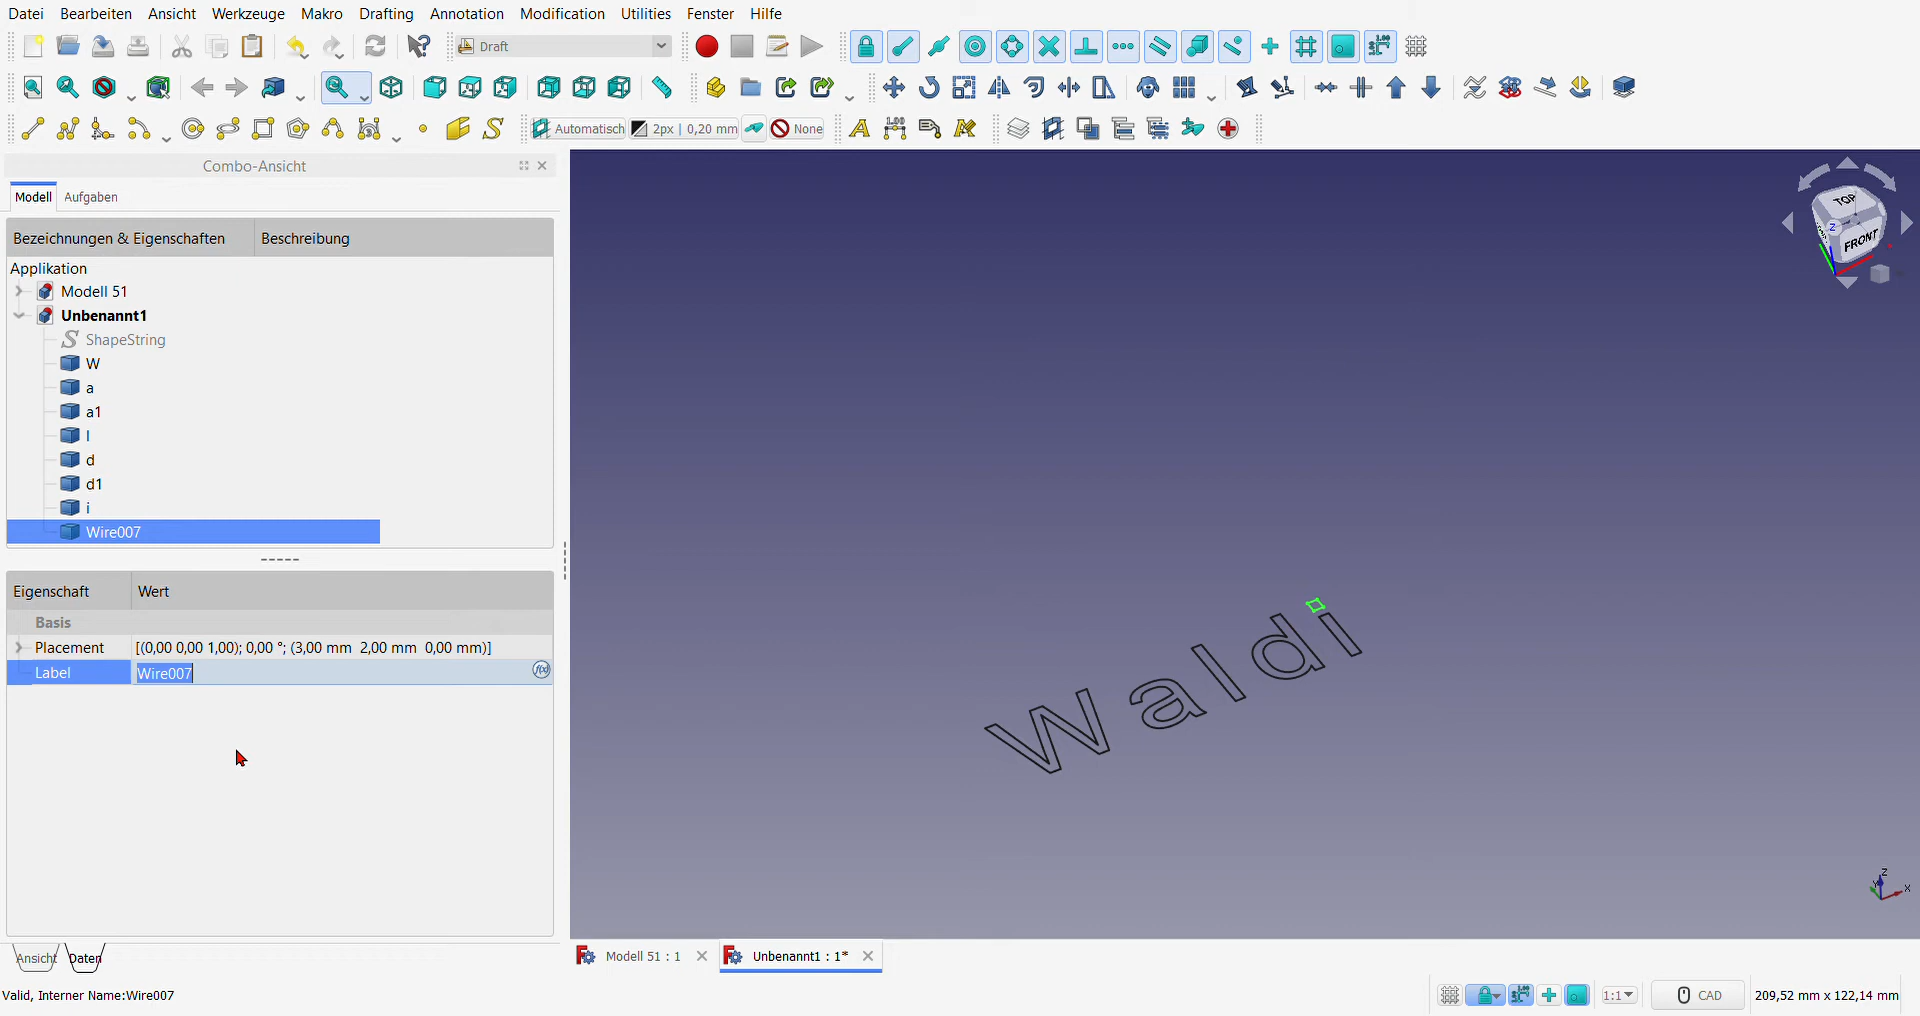 Datei Bearbeiten Ansicht Werkzeuge Makro Drafting Annotation Modification Utilities Fenster Hilfe
Draft
Automatisch 2px | 0,20 mm None
Combo-Ansicht
Modell Aufgaben
Bezeichnungen & Eigenschaften Beschreibung
Applikation
Modell 51
Unbenannt1
ShapeString
W
a
a1
l
d
d1
i
Wire007
Eigenschaft Wert
Basis
Placement [(0,00 0,00 1,00); 0,00 °; (3,00 mm 2,00 mm 0,00 mm)]
Label Wire007
Ansicht Daten
TOP
FRONT
Z
Waldi
Z
Y
X
Modell 51 : 1 Unbenannt1 : 1*
Valid, Interner Name:Wire007
1:1 CAD 209,52 mm x 122,14 mm